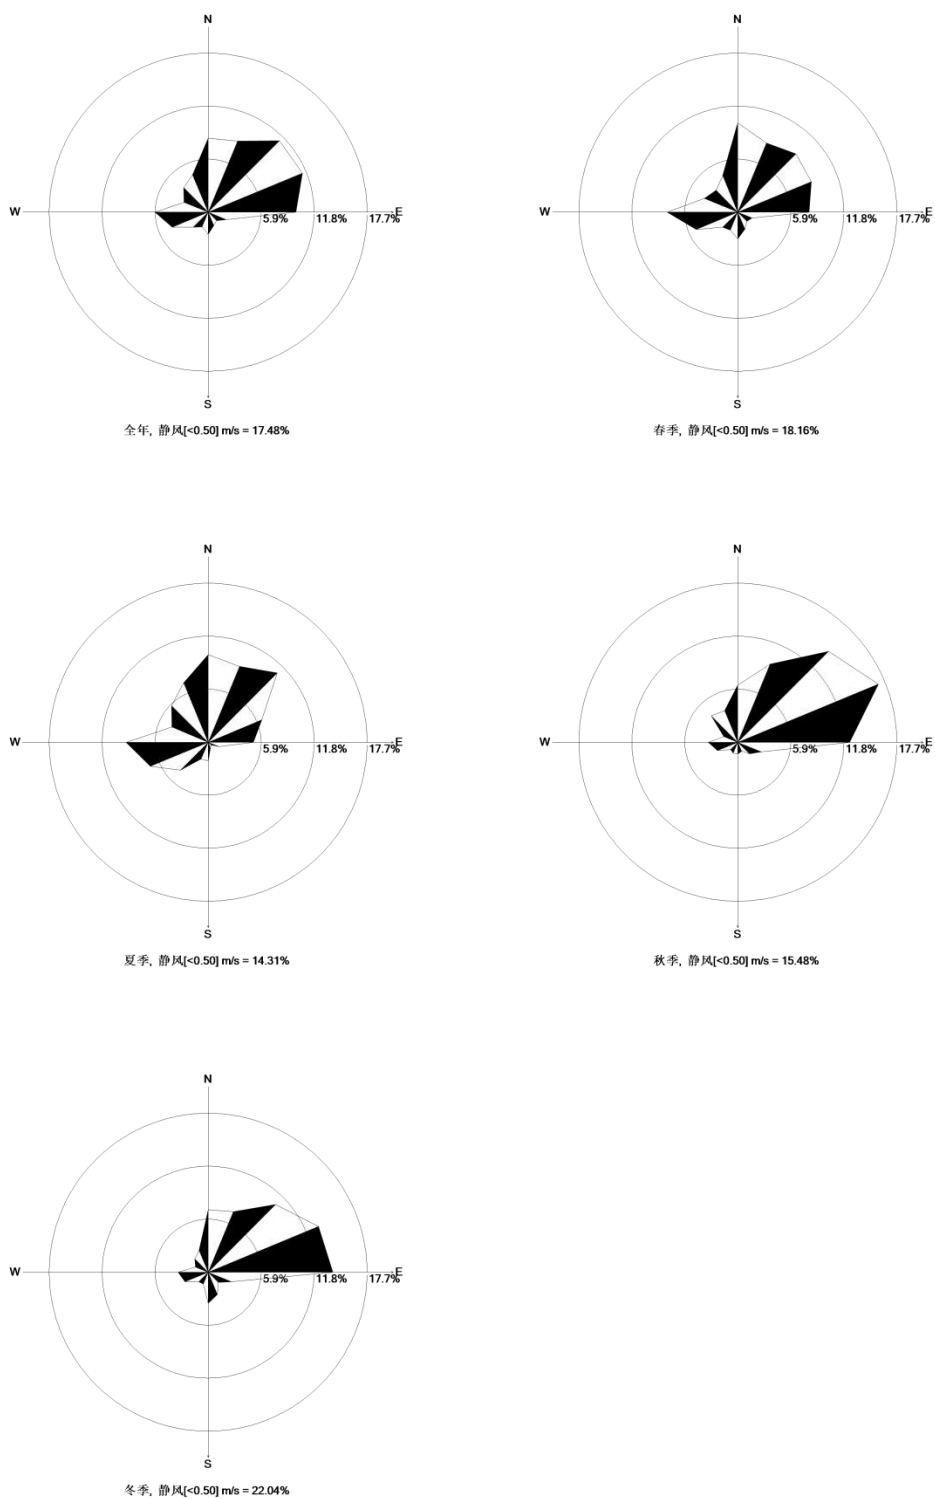 N
N
W
5.9%
11.8%
17.7%
E
W
5.9%
11.8%
17.7%
E
S
S
全年, 静风[<0.50] m/s = 17.48%
春季, 静风[<0.50] m/s = 18.16%
N
N
W
5.9%
11.8%
17.7%
E
W
5.9%
11.8%
17.7%
E
S
S
夏季, 静风[<0.50] m/s = 14.31%
秋季, 静风[<0.50] m/s = 15.48%
N
W
5.9%
11.8%
17.7%
E
S
冬季, 静风[<0.50] m/s = 22.04%